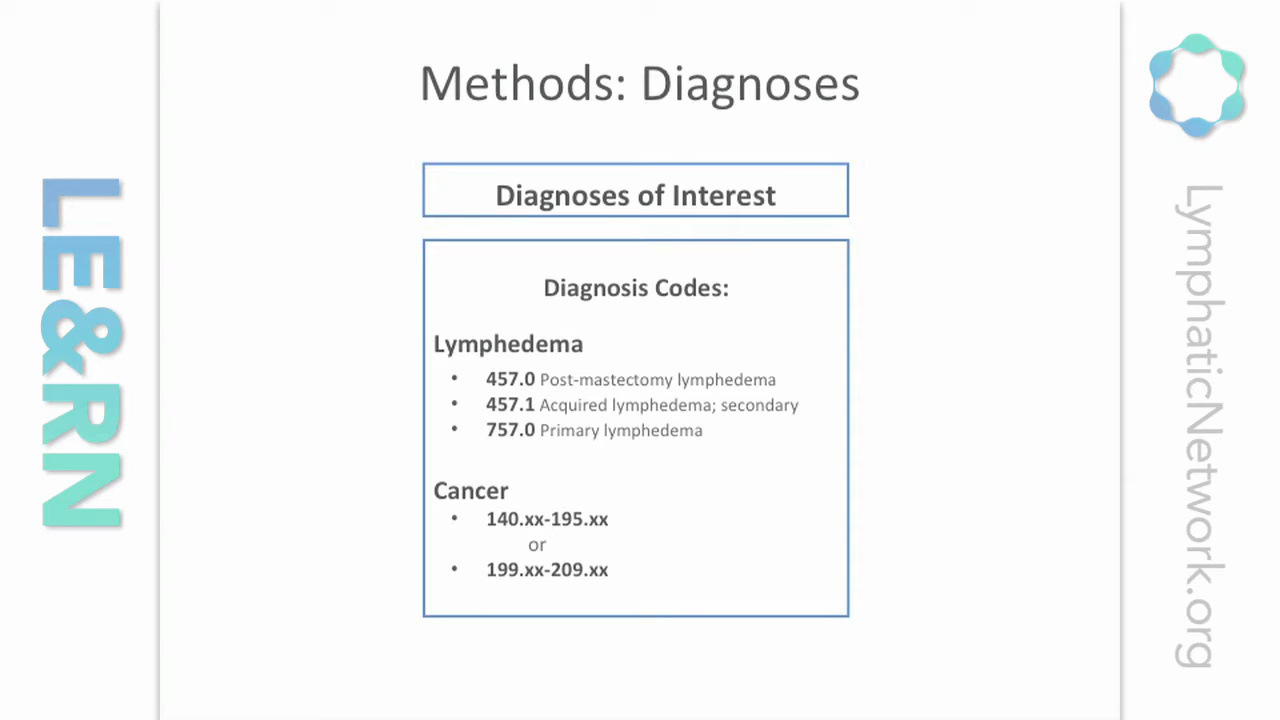 Methods: Diagnoses
Diagnoses of Interest
Diagnosis Codes:
Lymphedema
• 457.0 Post-mastectomy lymphedema
• 457.1 Acquired lymphedema; secondary
• 757.0 Primary lymphedema
Cancer
• 140.xx-195.xx
or
• 199.xx-209.xx
LE&RN
LymphaticNetwork.org